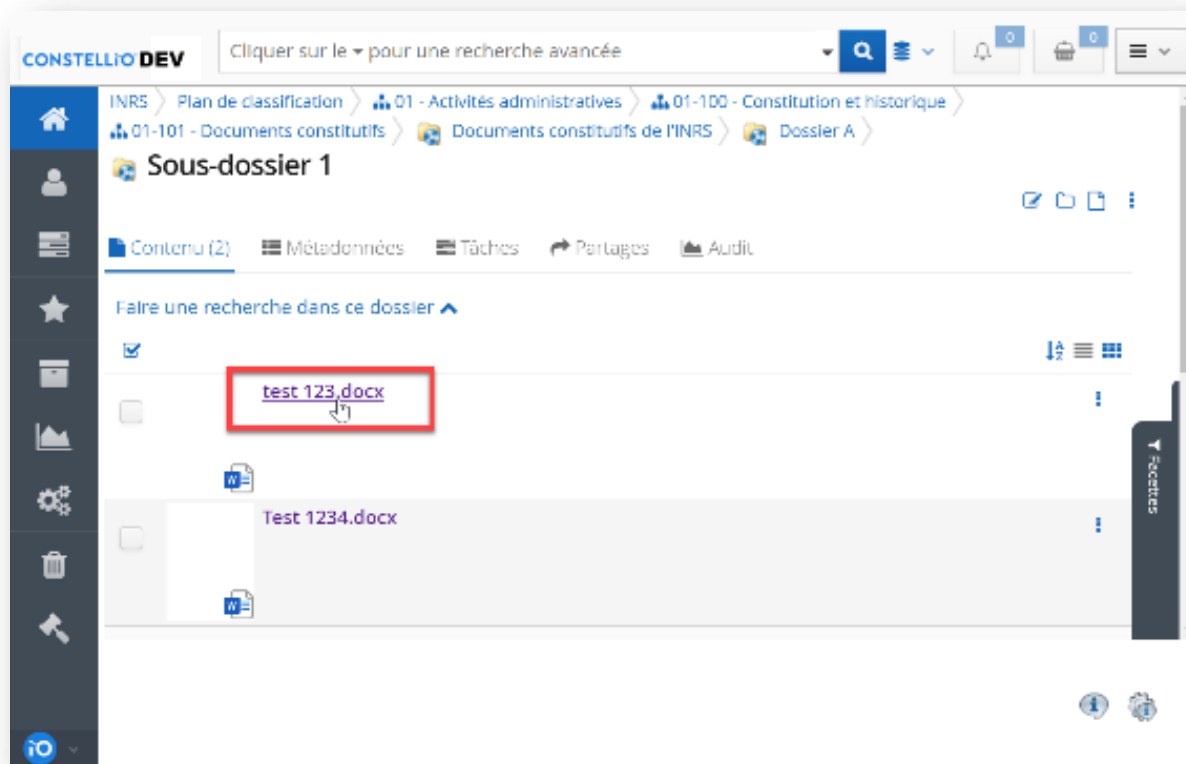 CONSTELLiO DEV
Cliquer sur le pour une recherche avancée
0
0
INRS Plan de classification 01 - Activités administratives 01-100 - Constitution et historique
01-101 - Documents constitutifs Documents constitutifs de l'INRS Dossier A
Sous-dossier 1
Contenu (2) Métadonnées Tâches Partages Audit
Faire une recherche dans ce dossier
test 123.docx
Test 1234.docx
Facettes
iO